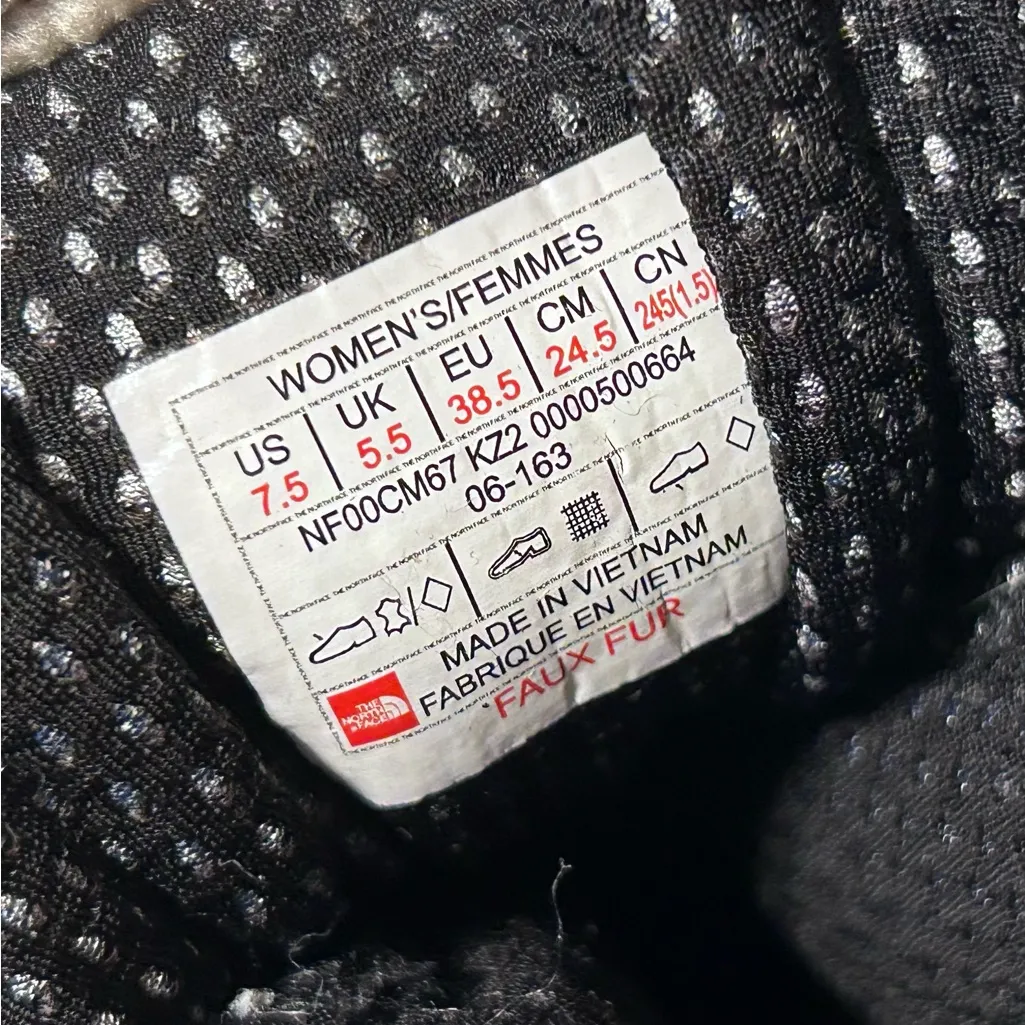 WOMEN'S/FEMMES
US UK EU CM CN
7.5 5.5 38.5 24.5 245(1.5)
NF00CM67 KZ2 0000500664
06-163
MADE IN VIETNAM
FABRIQUE EN VIETNAM
THE NORTH FACE FAUX FUR